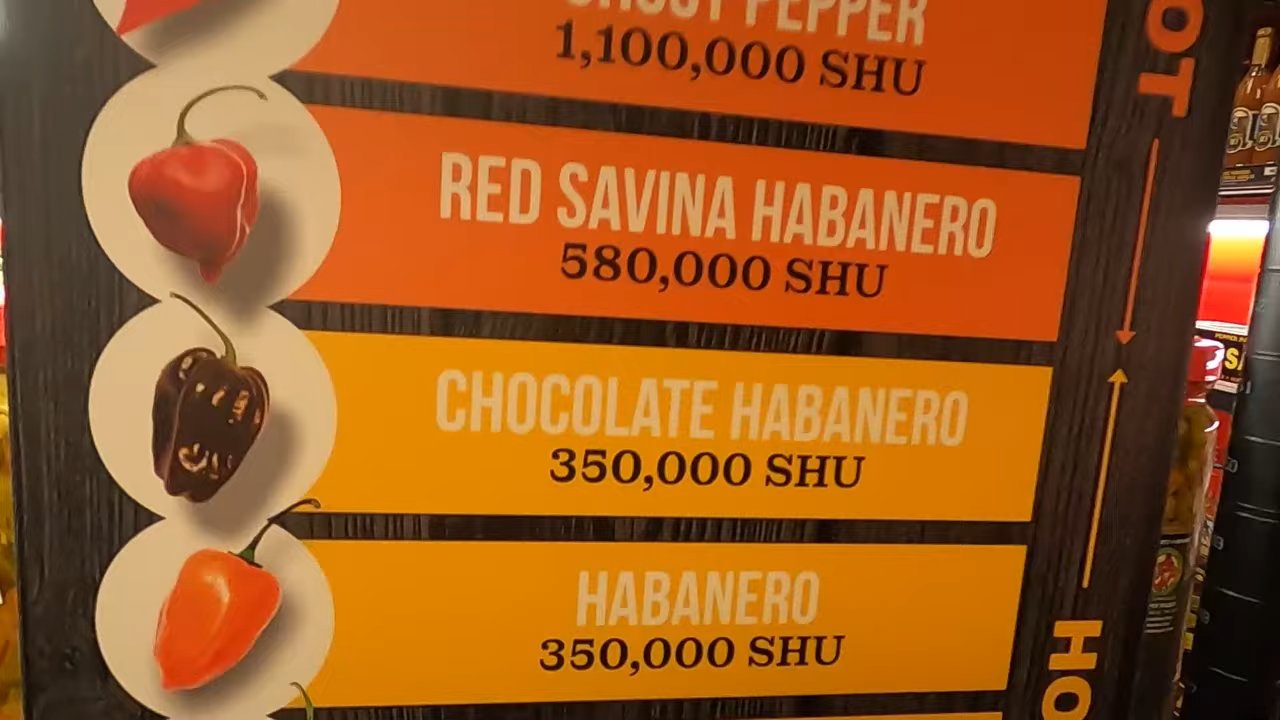 PEPPER
1,100,000 SHU
RED SAVINA HABANERO
580,000 SHU
CHOCOLATE HABANERO
350,000 SHU
HABANERO
350,000 SHU